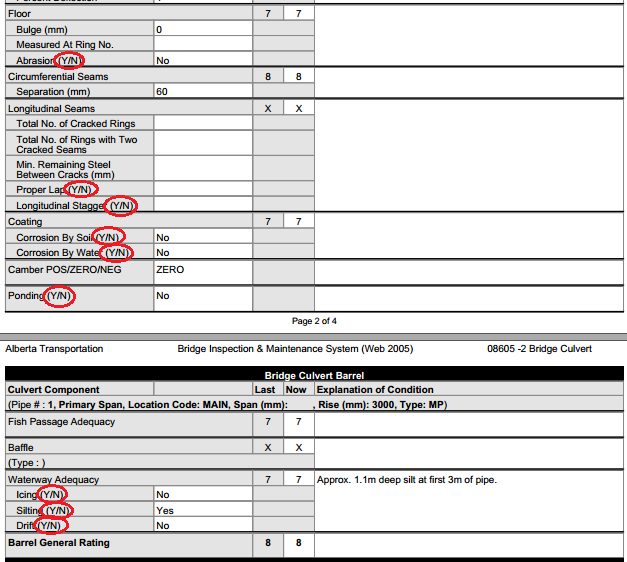 Floor 7 7
Bulge (mm) 0
Measured At Ring No.
Abrasion (Y/N) No
Circumferential Seams 8 8
Separation (mm) 60
Longitudinal Seams X X
Total No. of Cracked Rings
Total No. of Rings with Two
Cracked Seams
Min. Remaining Steel
Between Cracks (mm)
Proper Lap (Y/N)
Longitudinal Stagger (Y/N)
Coating 7 7
Corrosion By Soil (Y/N) No
Corrosion By Water (Y/N) No
Camber POS/ZERO/NEG ZERO
Ponding (Y/N) No
Page 2 of 4
Alberta Transportation Bridge Inspection & Maintenance System (Web 2005) 08605 -2 Bridge Culvert
Bridge Culvert Barrel
Culvert Component Last Now Explanation of Condition
(Pipe # : 1, Primary Span, Location Code: MAIN, Span (mm): , Rise (mm): 3000, Type: MP)
Fish Passage Adequacy 7 7
Baffle X X
(Type : )
Waterway Adequacy 7 7 Approx. 1.1m deep silt at first 3m of pipe.
Icing (Y/N) No
Silting (Y/N) Yes
Drift (Y/N) No
Barrel General Rating 8 8